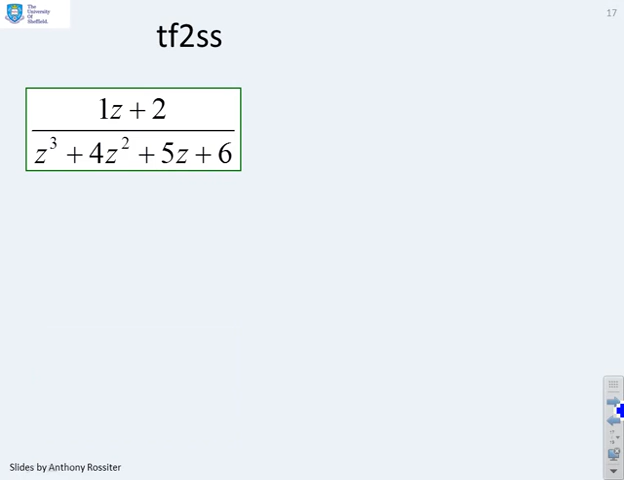 The
University
Of
Sheffield.
17
tf2ss
1z + 2
z³ + 4z² + 5z + 6
Slides by Anthony Rossiter